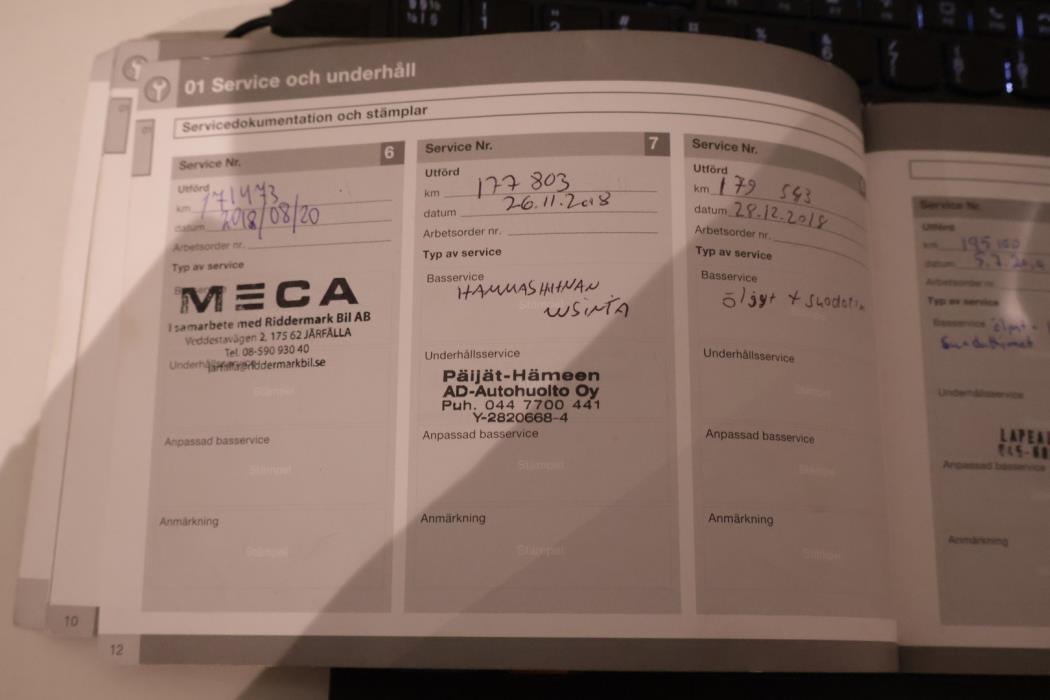 01 Service och underhåll
Servicedokumentation och stämplar
Service Nr. 6
Utförd
km 171473
datum 2018/08/20
Arbetsorder nr.
Typ av service
MECA
I samarbete med Riddermark Bil AB
Veddestavägen 2, 175 62 JÄRFÄLLA
Tel. 08-590 930 40
Underhållsservice
jarfalla@riddermarkbil.se
Stämpel
Anpassad basservice
Stämpel
Anmärkning
Stämpel
Service Nr. 7
Utförd
km 177 803
datum 26.11.2018
Arbetsorder nr.
Typ av service
Basservice
HAMMASHIHNAN
UUSINTA
Underhållsservice
Päijät-Hämeen
AD-Autohuolto Oy
Puh. 044 7700 441
Y-2820668-4
Anpassad basservice
Stämpel
Anmärkning
Stämpel
Service Nr.
Utförd
km 179 543
datum 28.12.2018
Arbetsorder nr.
Typ av service
Basservice
öljyt + suodatin
Underhållsservice
Stämpel
Anpassad basservice
Stämpel
Anmärkning
Stämpel
Service Nr.
Utförd
km 195 100
datum
Arbetsorder
Typ av service
Basservice
Underhållsservice
LAPEA
Anpassad basservice
Anmärkning
10
12